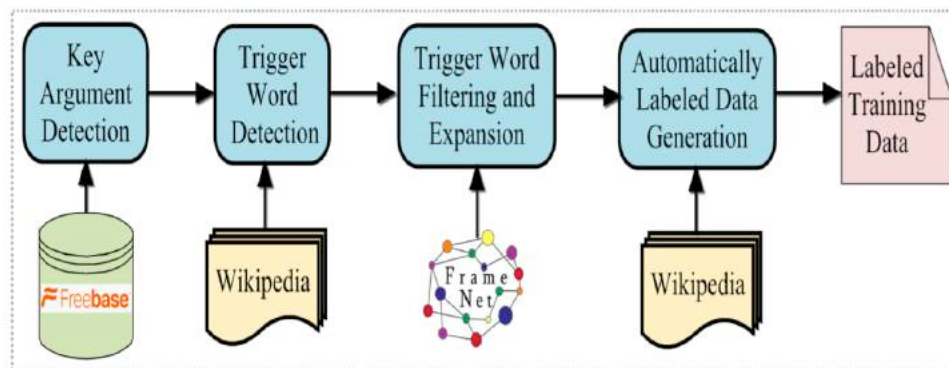 Key
Argument
Detection
Trigger
Word
Detection
Trigger Word
Filtering and
Expansion
Automatically
Labeled Data
Generation
Labeled
Training
Data
Freebase
Wikipedia
Frame
Net
Wikipedia